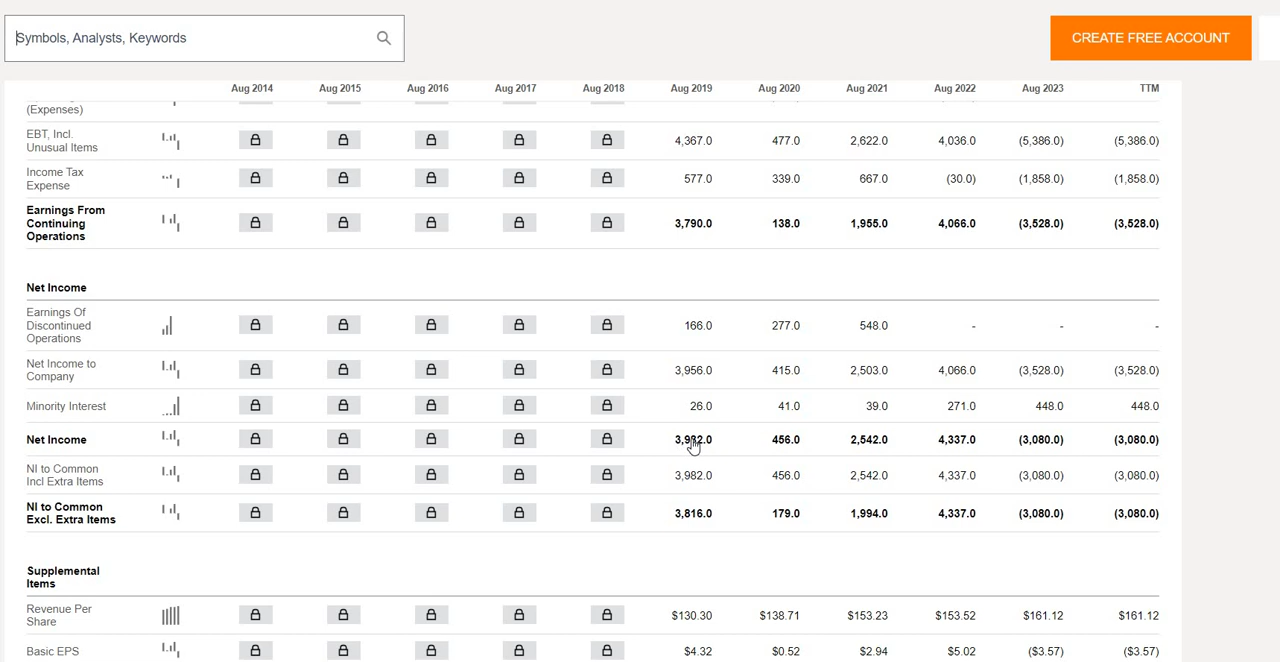 Symbols, Analysts, Keywords
CREATE FREE ACCOUNT
Aug 2014 Aug 2015 Aug 2016 Aug 2017 Aug 2018 Aug 2019 Aug 2020 Aug 2021 Aug 2022 Aug 2023 TTM
(Expenses)
EBT, Incl.
Unusual Items 4,367.0 477.0 2,622.0 4,036.0 (5,386.0) (5,386.0)
Income Tax
Expense 577.0 339.0 667.0 (30.0) (1,858.0) (1,858.0)
Earnings From
Continuing 3,790.0 138.0 1,955.0 4,066.0 (3,528.0) (3,528.0)
Operations
Net Income
Earnings Of
Discontinued 166.0 277.0 548.0 - - -
Operations
Net Income to
Company 3,956.0 415.0 2,503.0 4,066.0 (3,528.0) (3,528.0)
Minority Interest 26.0 41.0 39.0 271.0 448.0 448.0
Net Income 3,982.0 456.0 2,542.0 4,337.0 (3,080.0) (3,080.0)
NI to Common
Incl Extra Items 3,982.0 456.0 2,542.0 4,337.0 (3,080.0) (3,080.0)
NI to Common
Excl. Extra Items 3,816.0 179.0 1,994.0 4,337.0 (3,080.0) (3,080.0)
Supplemental
Items
Revenue Per
Share $130.30 $138.71 $153.23 $153.52 $161.12 $161.12
Basic EPS $4.32 $0.52 $2.94 $5.02 ($3.57) ($3.57)